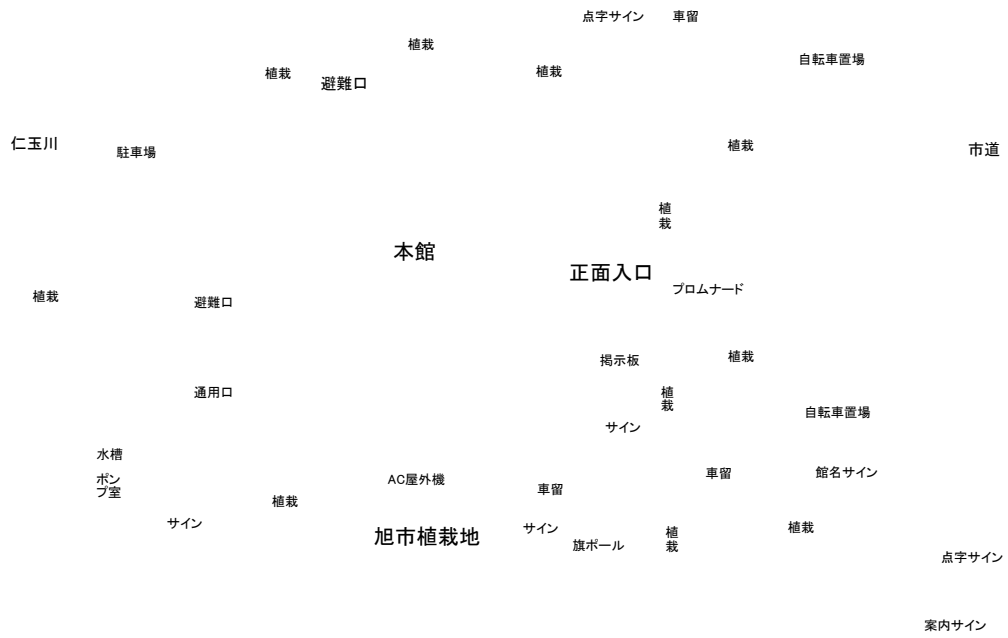 点字サイン
車留
植栽
自転車置場
植栽
植栽
避難口
仁玉川
駐車場
植栽
市道
植
栽
本館
正面入口
プロムナード
植栽
避難口
掲示板
植栽
通用口
植
栽
自転車置場
サイン
水槽
ポン
プ室
AC屋外機
車留
車留
館名サイン
植栽
サイン
旭市植栽地
サイン
旗ポール
植
栽
植栽
点字サイン
案内サイン